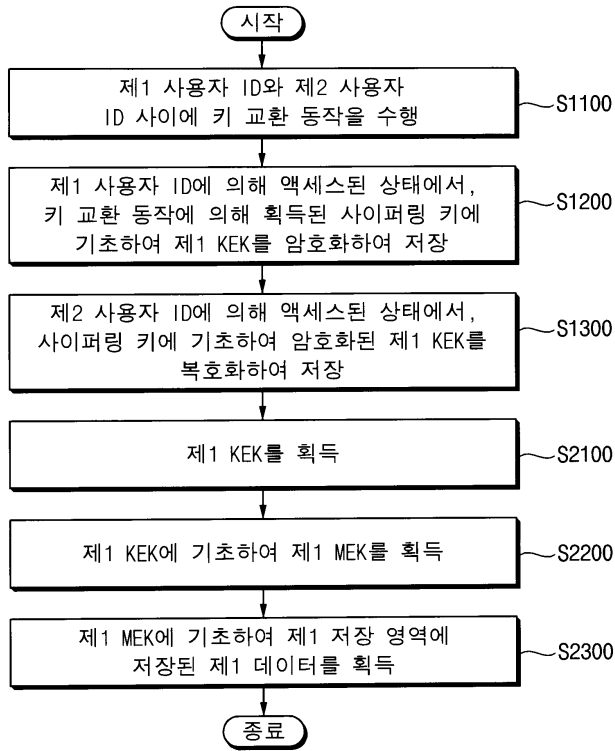 시작
제1 사용자 ID와 제2 사용자
ID 사이에 키 교환 동작을 수행
S1100
제1 사용자 ID에 의해 액세스된 상태에서,
키 교환 동작에 의해 획득된 사이퍼링 키에
기초하여 제1 KEK를 암호화하여 저장
S1200
제2 사용자 ID에 의해 액세스된 상태에서,
사이퍼링 키에 기초하여 암호화된 제1 KEK를
복호화하여 저장
S1300
제1 KEK를 획득
S2100
제1 KEK에 기초하여 제1 MEK를 획득
S2200
제1 MEK에 기초하여 제1 저장 영역에
저장된 제1 데이터를 획득
S2300
종료